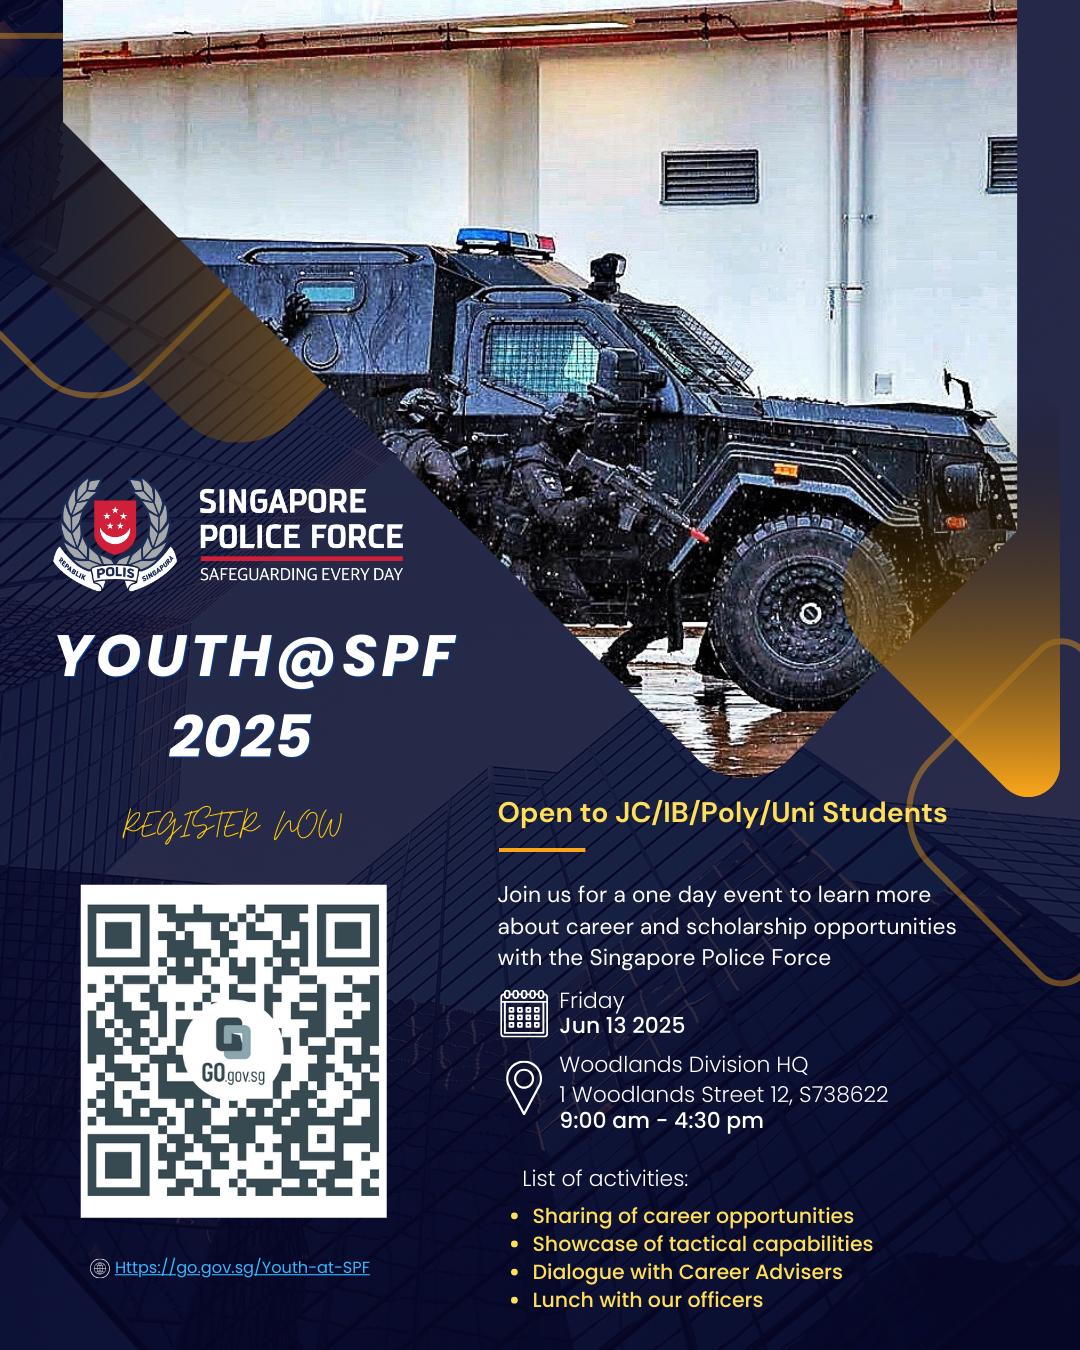 REPABLIK POLIS SINGAPURA
SINGAPORE
POLICE FORCE
SAFEGUARDING EVERY DAY
YOUTH@SPF
2025
REGISTER NOW
GO.gov.sg
Https://go.gov.sg/Youth-at-SPF
Open to JC/IB/Poly/Uni Students
Join us for a one day event to learn more
about career and scholarship opportunities
with the Singapore Police Force
Friday
Jun 13 2025
Woodlands Division HQ
1 Woodlands Street 12, S738622
9:00 am - 4:30 pm
List of activities:
• Sharing of career opportunities
• Showcase of tactical capabilities
• Dialogue with Career Advisers
• Lunch with our officers